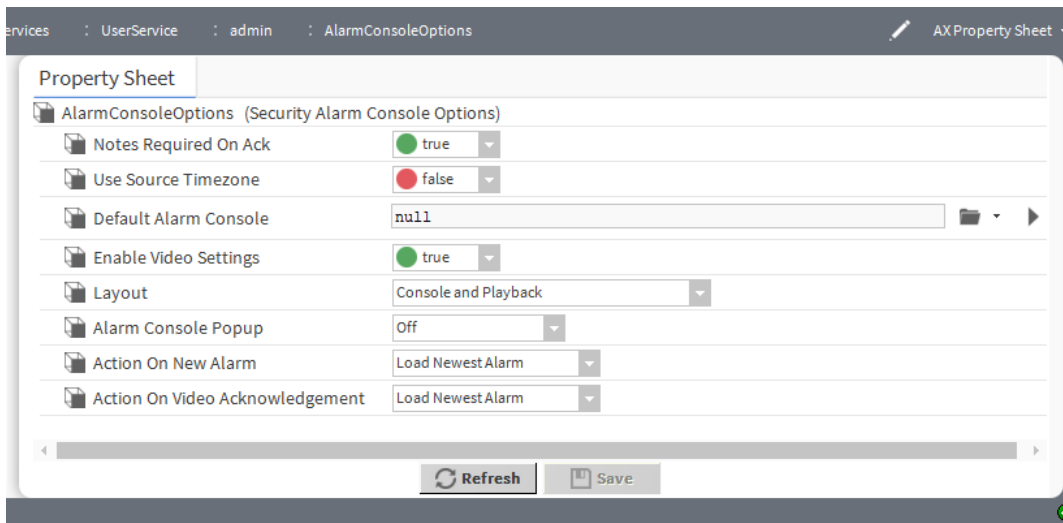 ervices : UserService : admin : AlarmConsoleOptions AX Property Sheet
Property Sheet
AlarmConsoleOptions (Security Alarm Console Options)
Notes Required On Ack true
Use Source Timezone false
Default Alarm Console null
Enable Video Settings true
Layout Console and Playback
Alarm Console Popup Off
Action On New Alarm Load Newest Alarm
Action On Video Acknowledgement Load Newest Alarm
Refresh Save